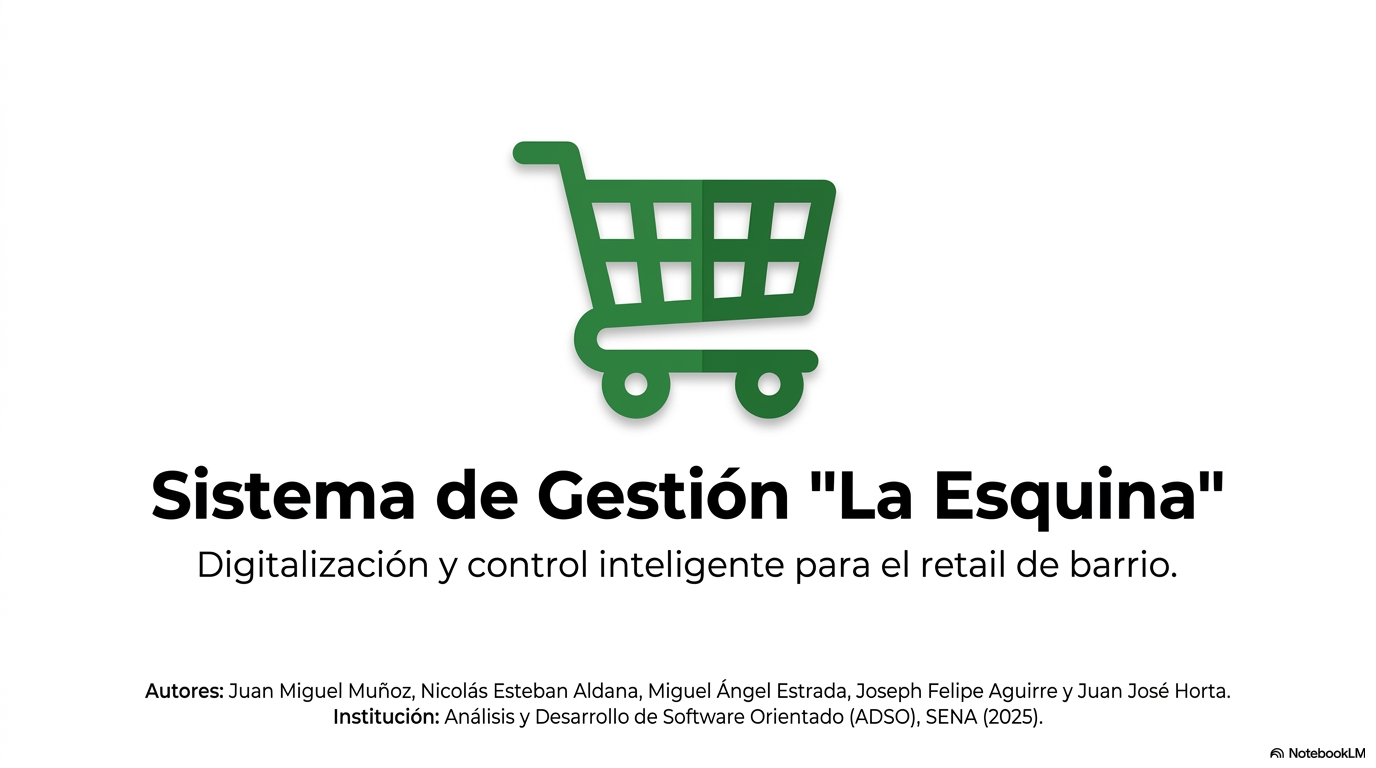 Sistema de Gestión "La Esquina"
Digitalización y control inteligente para el retail de barrio.
Autores: Juan Miguel Muñoz, Nicolás Esteban Aldana, Miguel Ángel Estrada, Joseph Felipe Aguirre y Juan José Horta.
Institución: Análisis y Desarrollo de Software Orientado (ADSO), SENA (2025).
NotebookLM